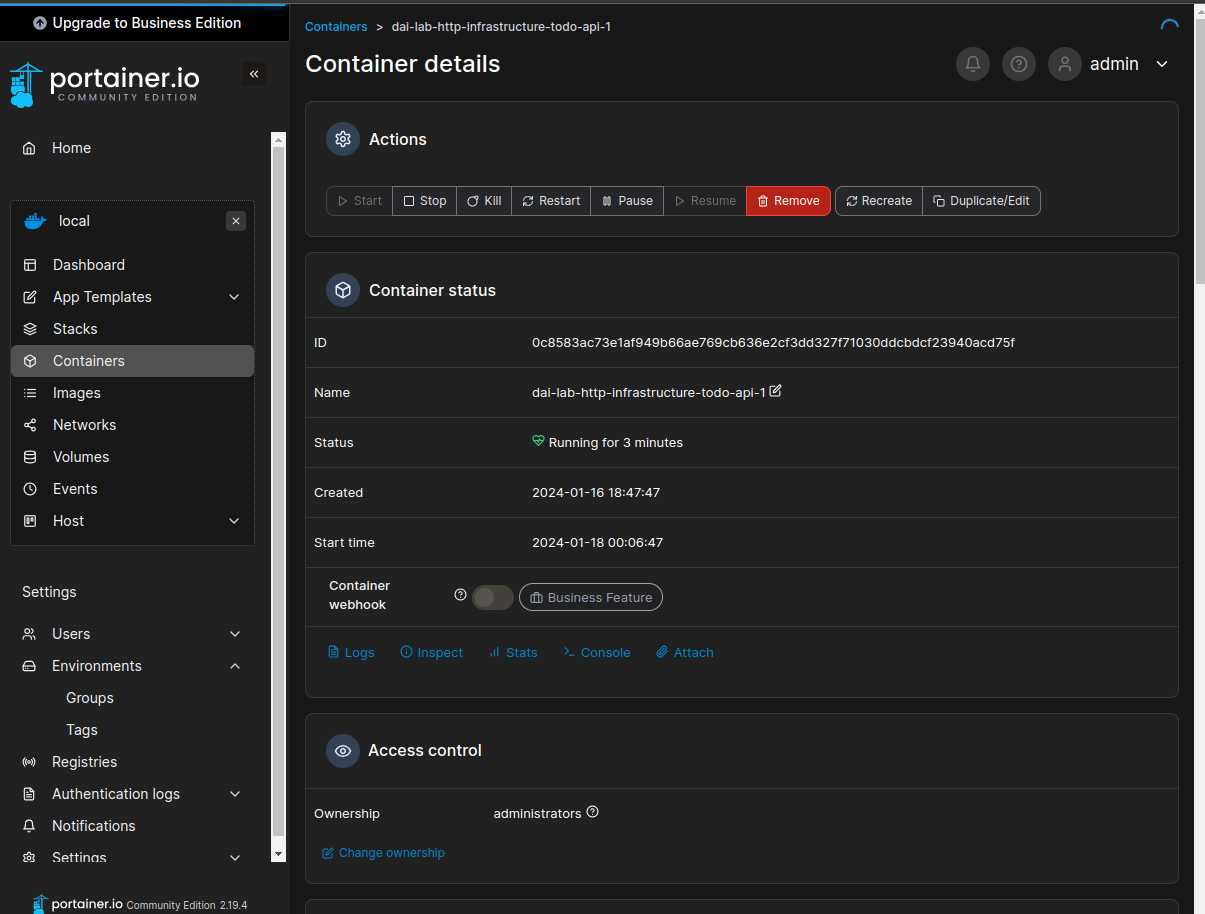 Upgrade to Business Edition
portainer.io
COMMUNITY EDITION
Home
local
Dashboard
App Templates
Stacks
Containers
Images
Networks
Volumes
Events
Host
Settings
Users
Environments
Groups
Tags
Registries
Authentication logs
Notifications
Settings
portainer.io Community Edition 2.19.4
Containers > dai-lab-http-infrastructure-todo-api-1
Container details
admin
Actions
Start Stop Kill Restart Pause Resume Remove Recreate Duplicate/Edit
Container status
ID 0c8583ac73e1af949b66ae769cb636e2cf3dd327f71030ddcbdcf23940acd75f
Name dai-lab-http-infrastructure-todo-api-1
Status Running for 3 minutes
Created 2024-01-16 18:47:47
Start time 2024-01-18 00:06:47
Container
webhook Business Feature
Logs Inspect Stats Console Attach
Access control
Ownership administrators
Change ownership